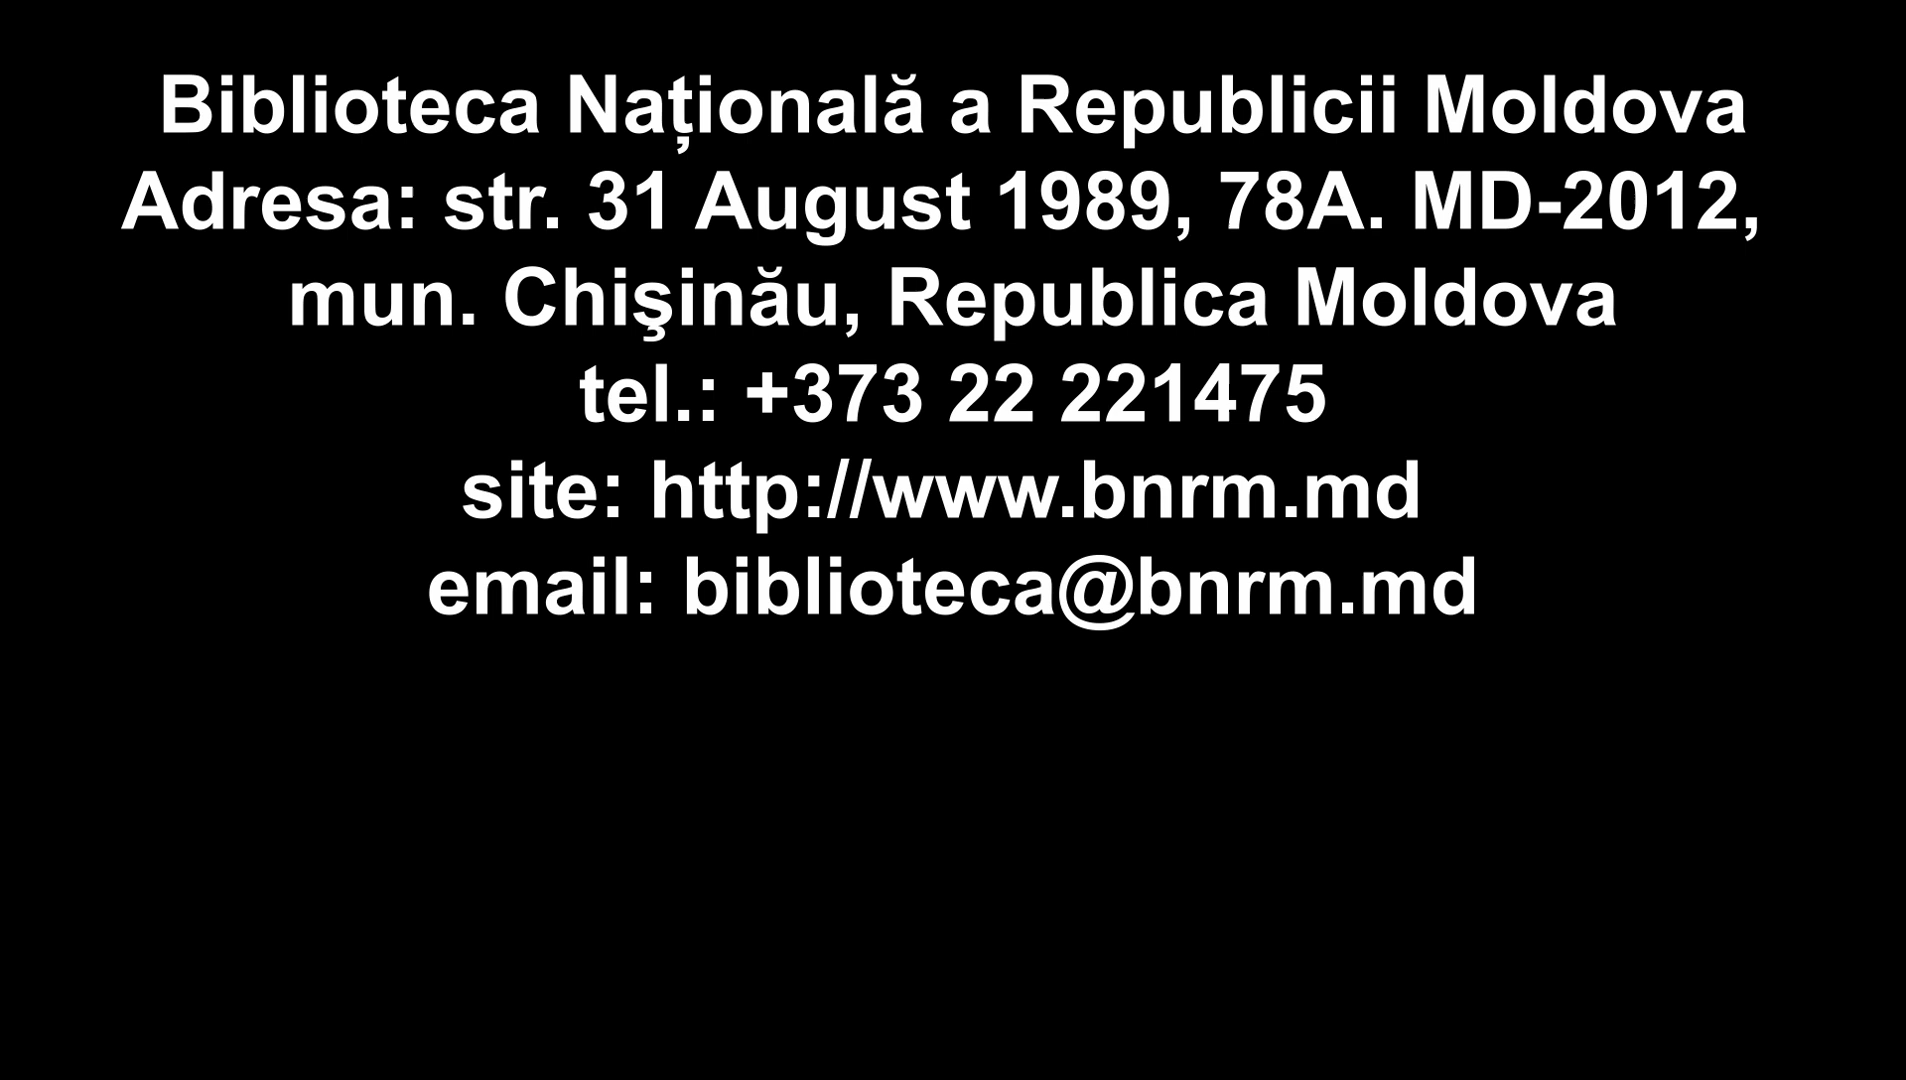 Biblioteca Națională a Republicii Moldova
Adresa: str. 31 August 1989, 78A. MD-2012,
mun. Chişinău, Republica Moldova
tel.: +373 22 221475
site: http://www.bnrm.md
email: biblioteca@bnrm.md